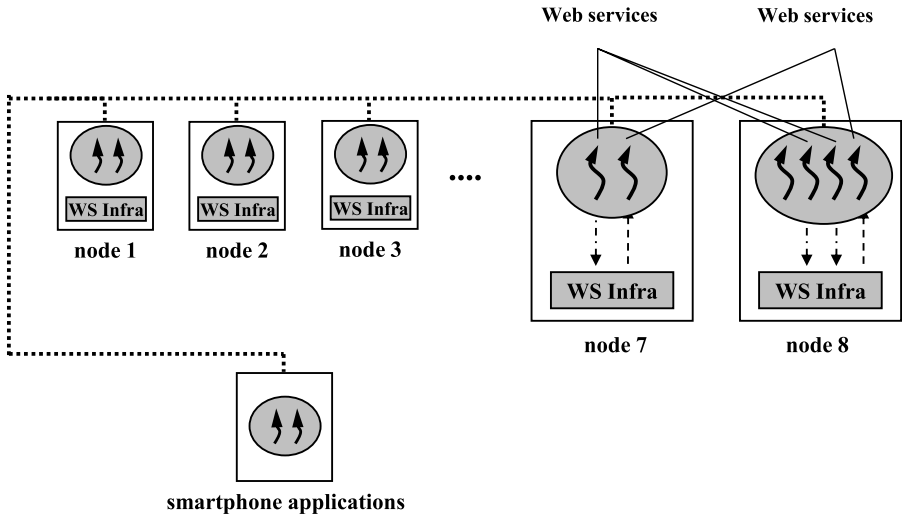 Web services
Web services
WS Infra
WS Infra
WS Infra
node 1
node 2
node 3
....
WS Infra
WS Infra
node 7
node 8
smartphone applications